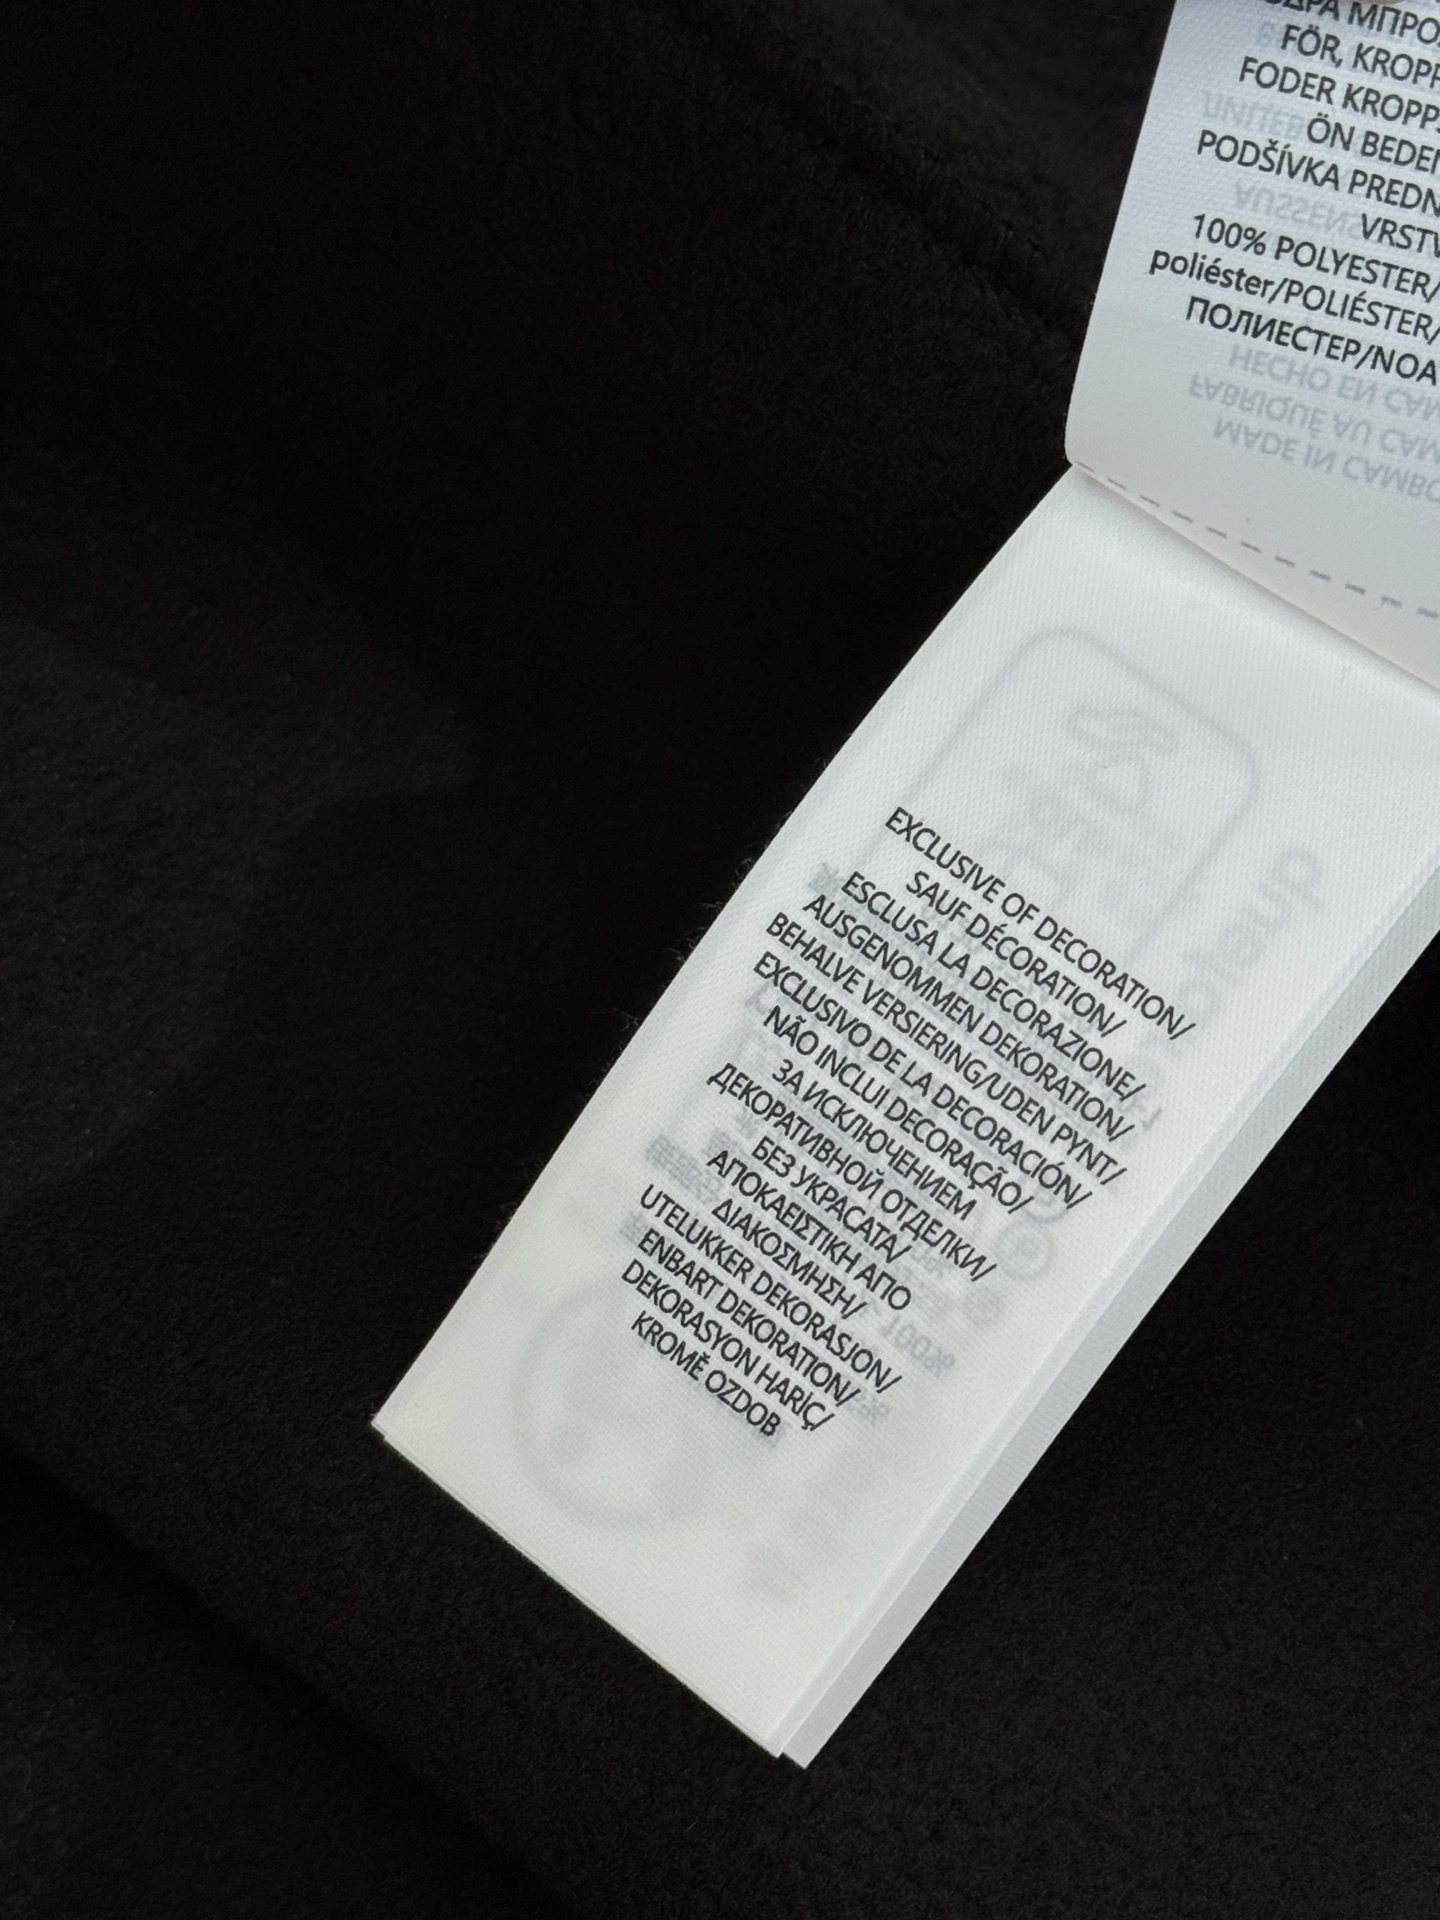 FÖR, KROPP
FODER KROPP
ÖN BEDEN
PODŠÍVKA PREDN
VRSTV
100% POLYESTER/
poliéster/POLIÉSTER/
ПОЛИЕСТЕР/NOA
HECHO EN CAM
FABRIQUÉ AU CAM
MADE IN CAMBO
EXCLUSIVE OF DECORATION/
SAUF DÉCORATION/
ESCLUSA LA DECORAZIONE/
AUSGENOMMEN DEKORATION/
BEHALVE VERSIERING/UDEN PYNT/
EXCLUSIVO DE LA DECORACIÓN/
NÃO INCLUI DECORAÇÃO/
ЗА ИСКЛЮЧЕНИЕМ
ДЕКОРАТИВНОЙ ОТДЕЛКИ/
БЕЗ УКРАСАТА/
ΑΠΟΚΛΕΙΣΤΙΚΗ ΑΠΟ
ΔΙΑΚΟΣΜΗΣΗ/
UTELUKKER DEKORASJON/
ENBART DEKORATION/
DEKORASYON HARİÇ/
KROMĚ OZDOB